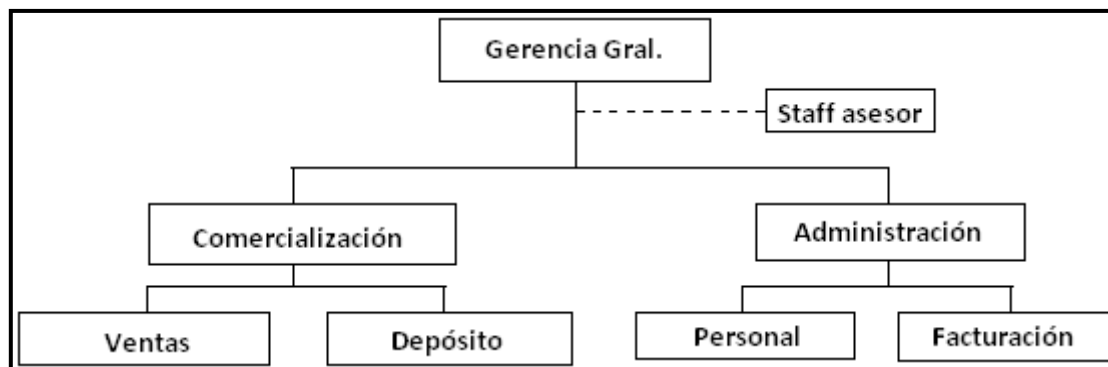 Gerencia Gral.
Staff asesor
Comercialización
Administración
Ventas
Depósito
Personal
Facturación